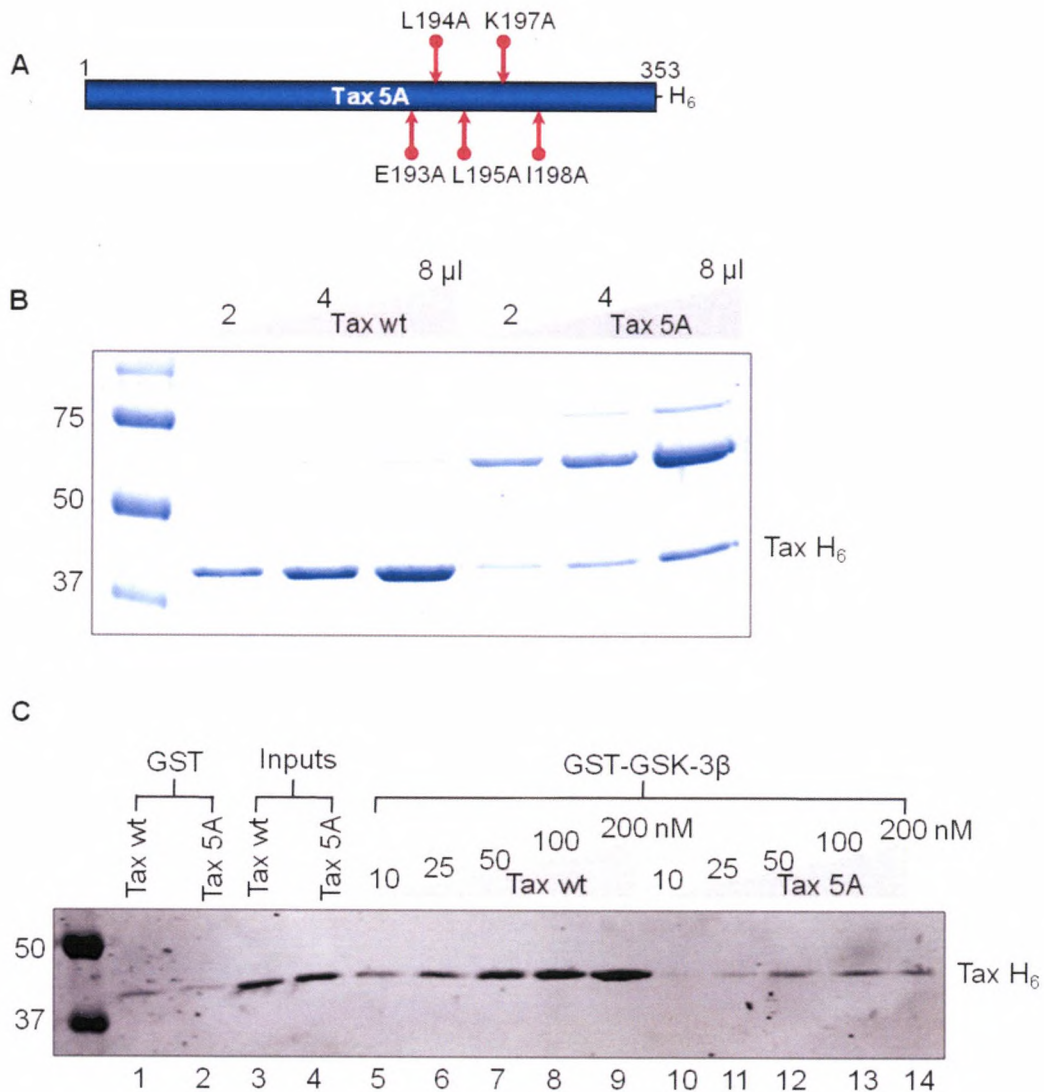 A
L194A K197A
1 353
Tax 5A
H₆
E193A L195A I198A
B
2 4 8 µl 2 4 8 µl
Tax wt Tax 5A
75
50
37
Tax H₆
C
GST Inputs GST-GSK-3β
Tax wt Tax 5A Tax wt Tax 5A 10 25 50 100 200 nM 10 25 50 100 200 nM
Tax wt Tax 5A
50
37
Tax H₆
1 2 3 4 5 6 7 8 9 10 11 12 13 14